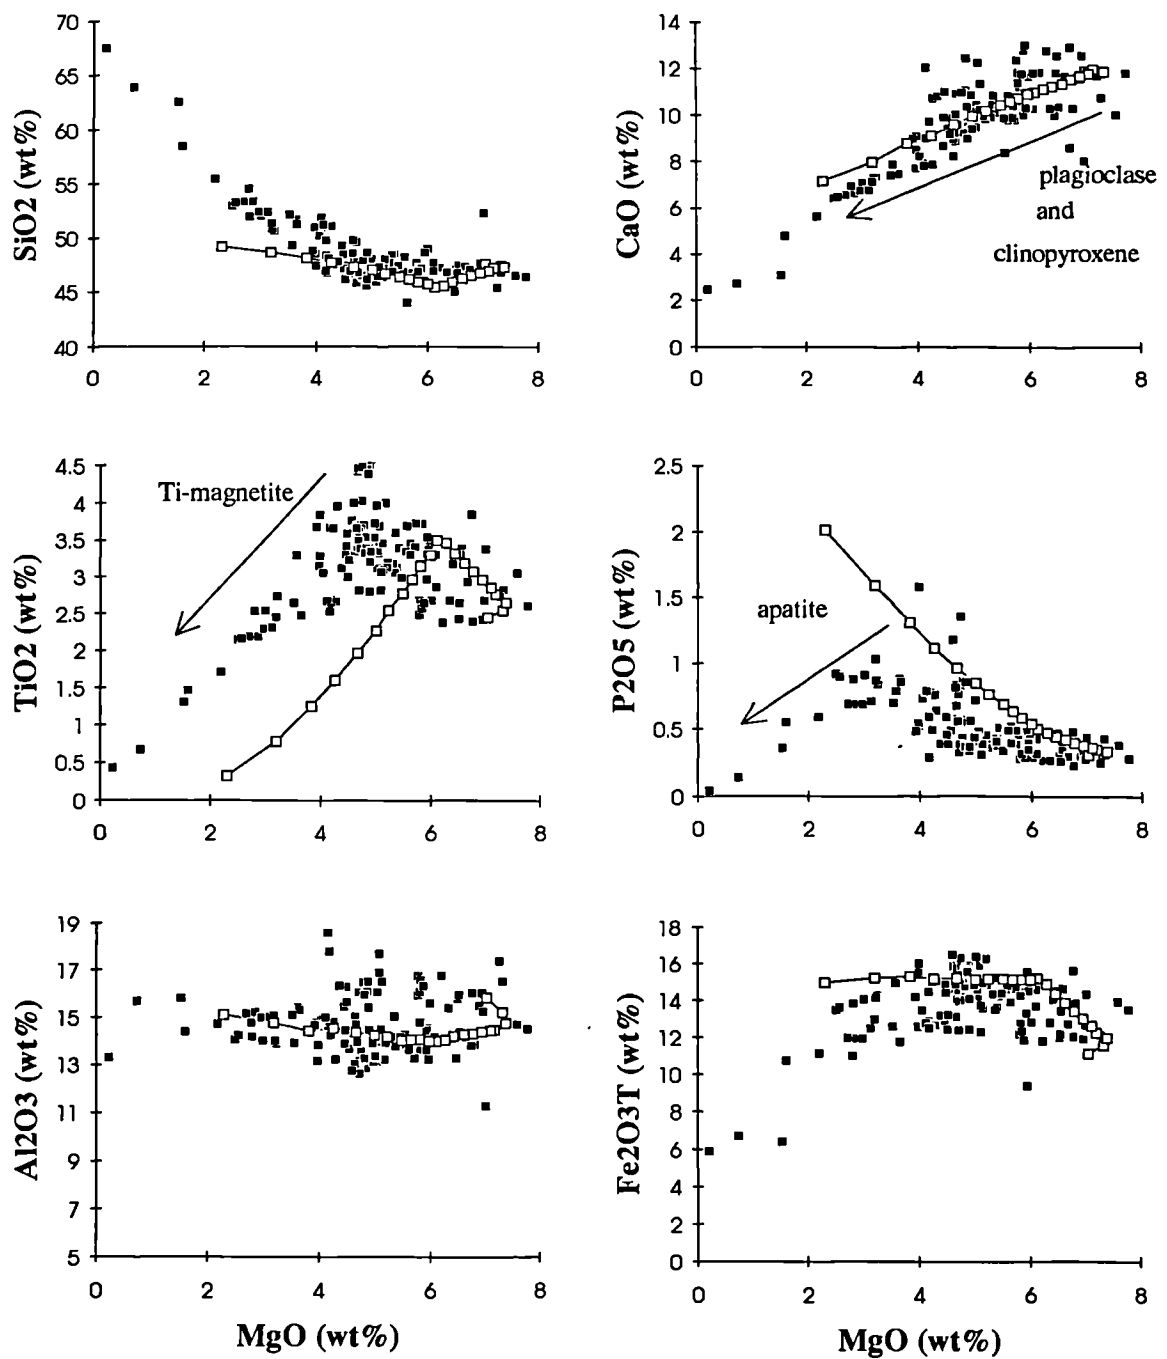 70
65
60
55
50
45
40
SiO2 (wt%)
0 2 4 6 8
14
12
10
8
6
4
2
0
CaO (wt%)
plagioclase
and
clinopyroxene
0 2 4 6 8
4.5
4
3.5
3
2.5
2
1.5
1
0.5
0
TiO2 (wt%)
Ti-magnetite
0 2 4 6 8
2.5
2
1.5
1
0.5
0
P2O5 (wt%)
apatite
0 2 4 6 8
19
17
15
13
11
9
7
5
Al2O3 (wt%)
0 2 4 6 8
MgO (wt%)
18
16
14
12
10
8
6
4
2
0
Fe2O3T (wt%)
0 2 4 6 8
MgO (wt%)